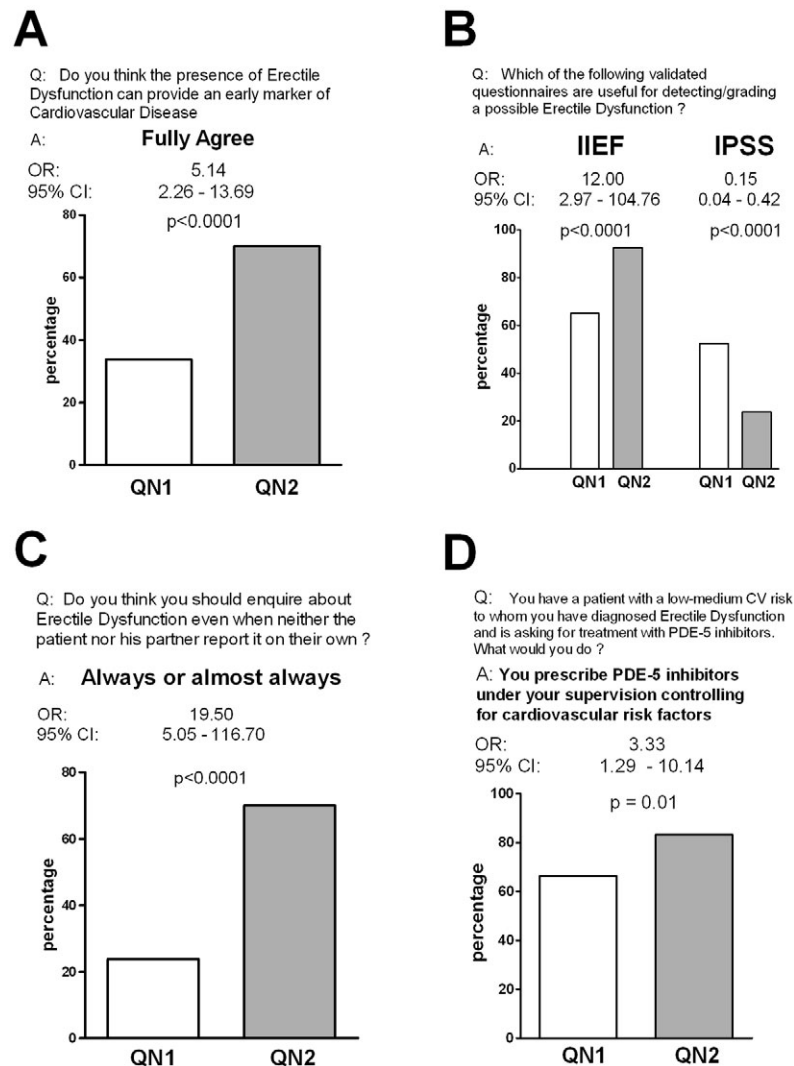 A
Q: Do you think the presence of Erectile
Dysfunction can provide an early marker of
Cardiovascular Disease
A: Fully Agree
OR: 5.14
95% CI: 2.26 - 13.69
p<0.0001
80
60
40
20
0
percentage
QN1 QN2
B
Q: Which of the following validated
questionnaires are useful for detecting/grading
a possible Erectile Dysfunction ?
A: IIEF IPSS
OR: 12.00 0.15
95% CI: 2.97 - 104.76 0.04 - 0.42
p<0.0001 p<0.0001
100
80
60
40
20
0
percentage
QN1 QN2 QN1 QN2
C
Q: Do you think you should enquire about
Erectile Dysfunction even when neither the
patient nor his partner report it on their own ?
A: Always or almost always
OR: 19.50
95% CI: 5.05 - 116.70
p<0.0001
80
60
40
20
0
percentage
QN1 QN2
D
Q: You have a patient with a low-medium CV risk
to whom you have diagnosed Erectile Dysfunction
and is asking for treatment with PDE-5 inhibitors.
What would you do ?
A: You prescribe PDE-5 inhibitors
under your supervision controlling
for cardiovascular risk factors
OR: 3.33
95% CI: 1.29 - 10.14
p = 0.01
100
80
60
40
20
0
percentage
QN1 QN2